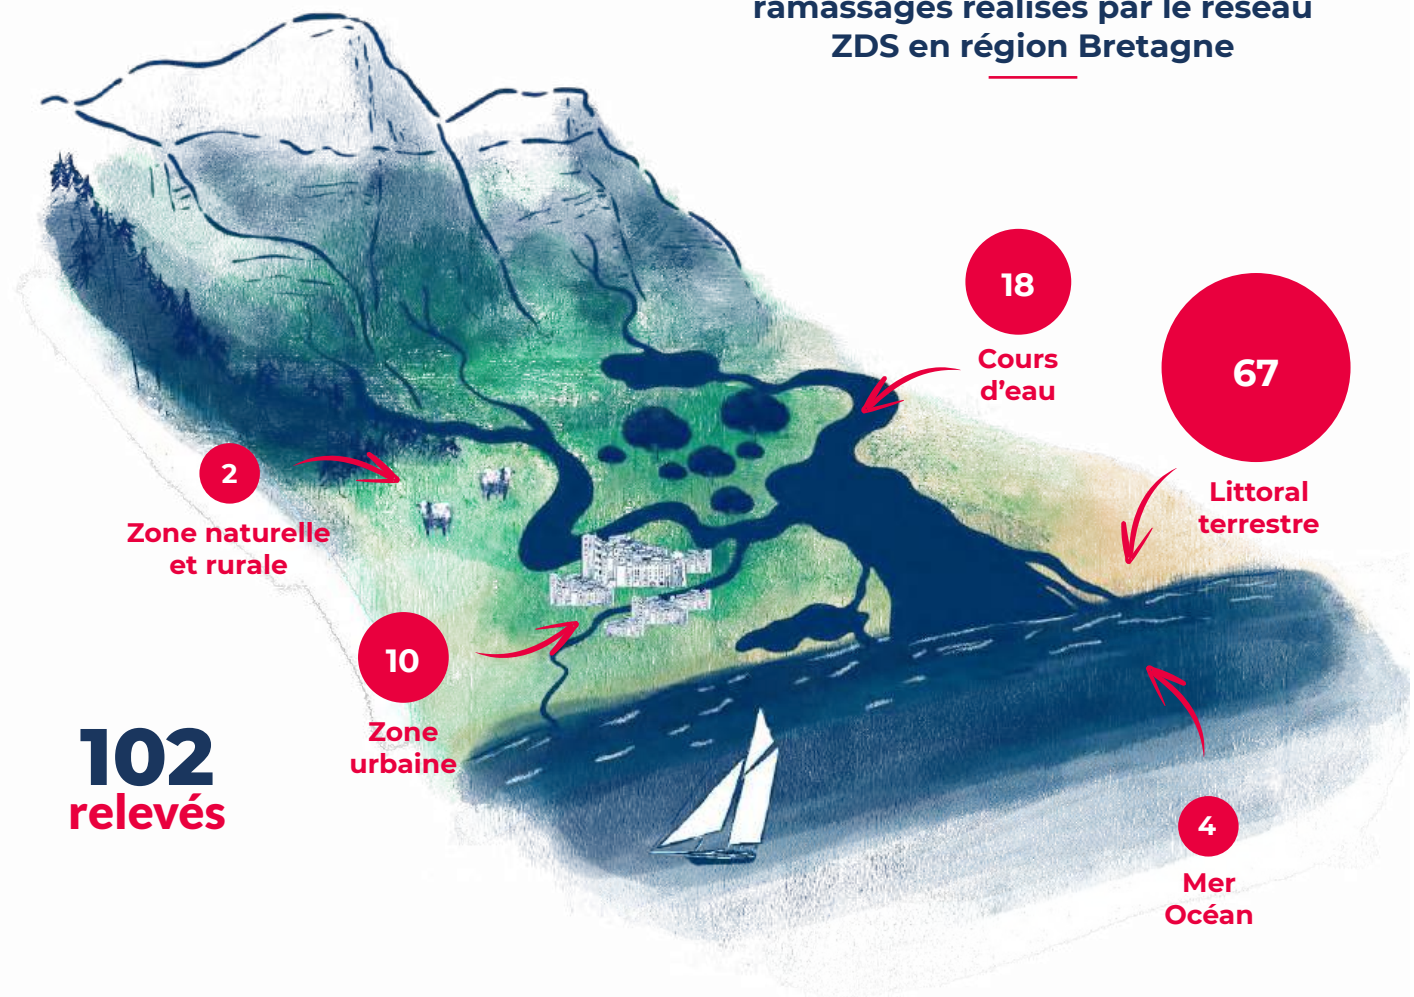 ramassages réalisés par le réseau
ZDS en région Bretagne
18
Cours
d’eau
67
Littoral
terrestre
2
Zone naturelle
et rurale
10
Zone
urbaine
102
relevés
4
Mer
Océan